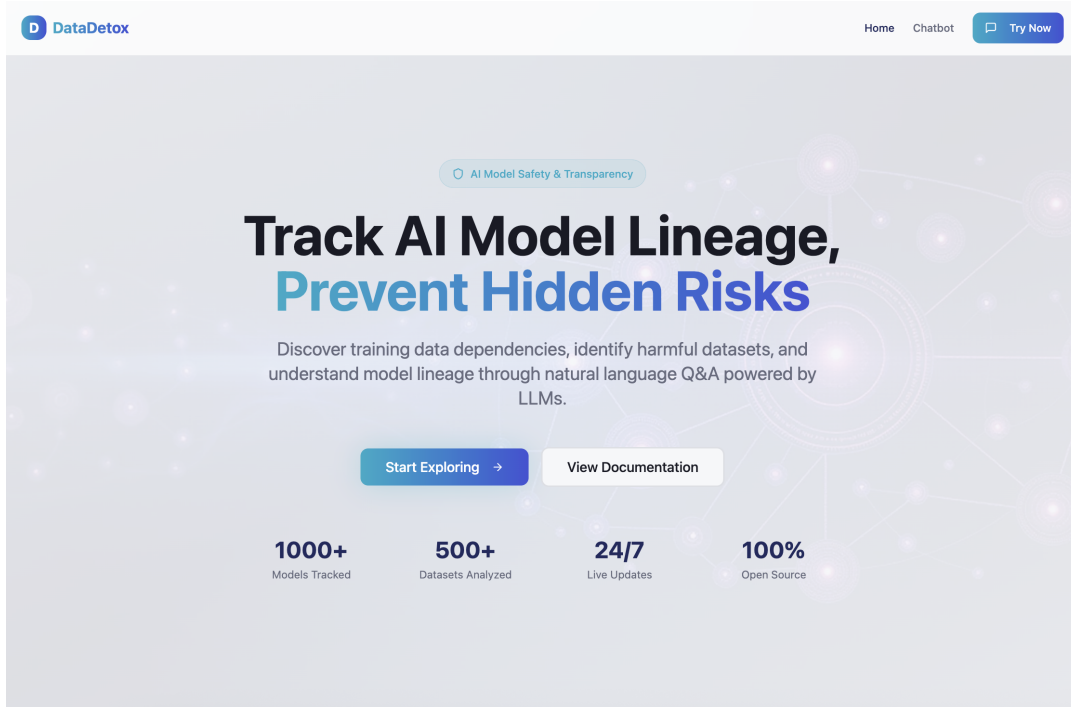 D DataDetox
Home Chatbot Try Now
AI Model Safety & Transparency
Track AI Model Lineage,
Prevent Hidden Risks
Discover training data dependencies, identify harmful datasets, and
understand model lineage through natural language Q&A powered by
LLMs.
Start Exploring → View Documentation
1000+ 500+ 24/7 100%
Models Tracked Datasets Analyzed Live Updates Open Source